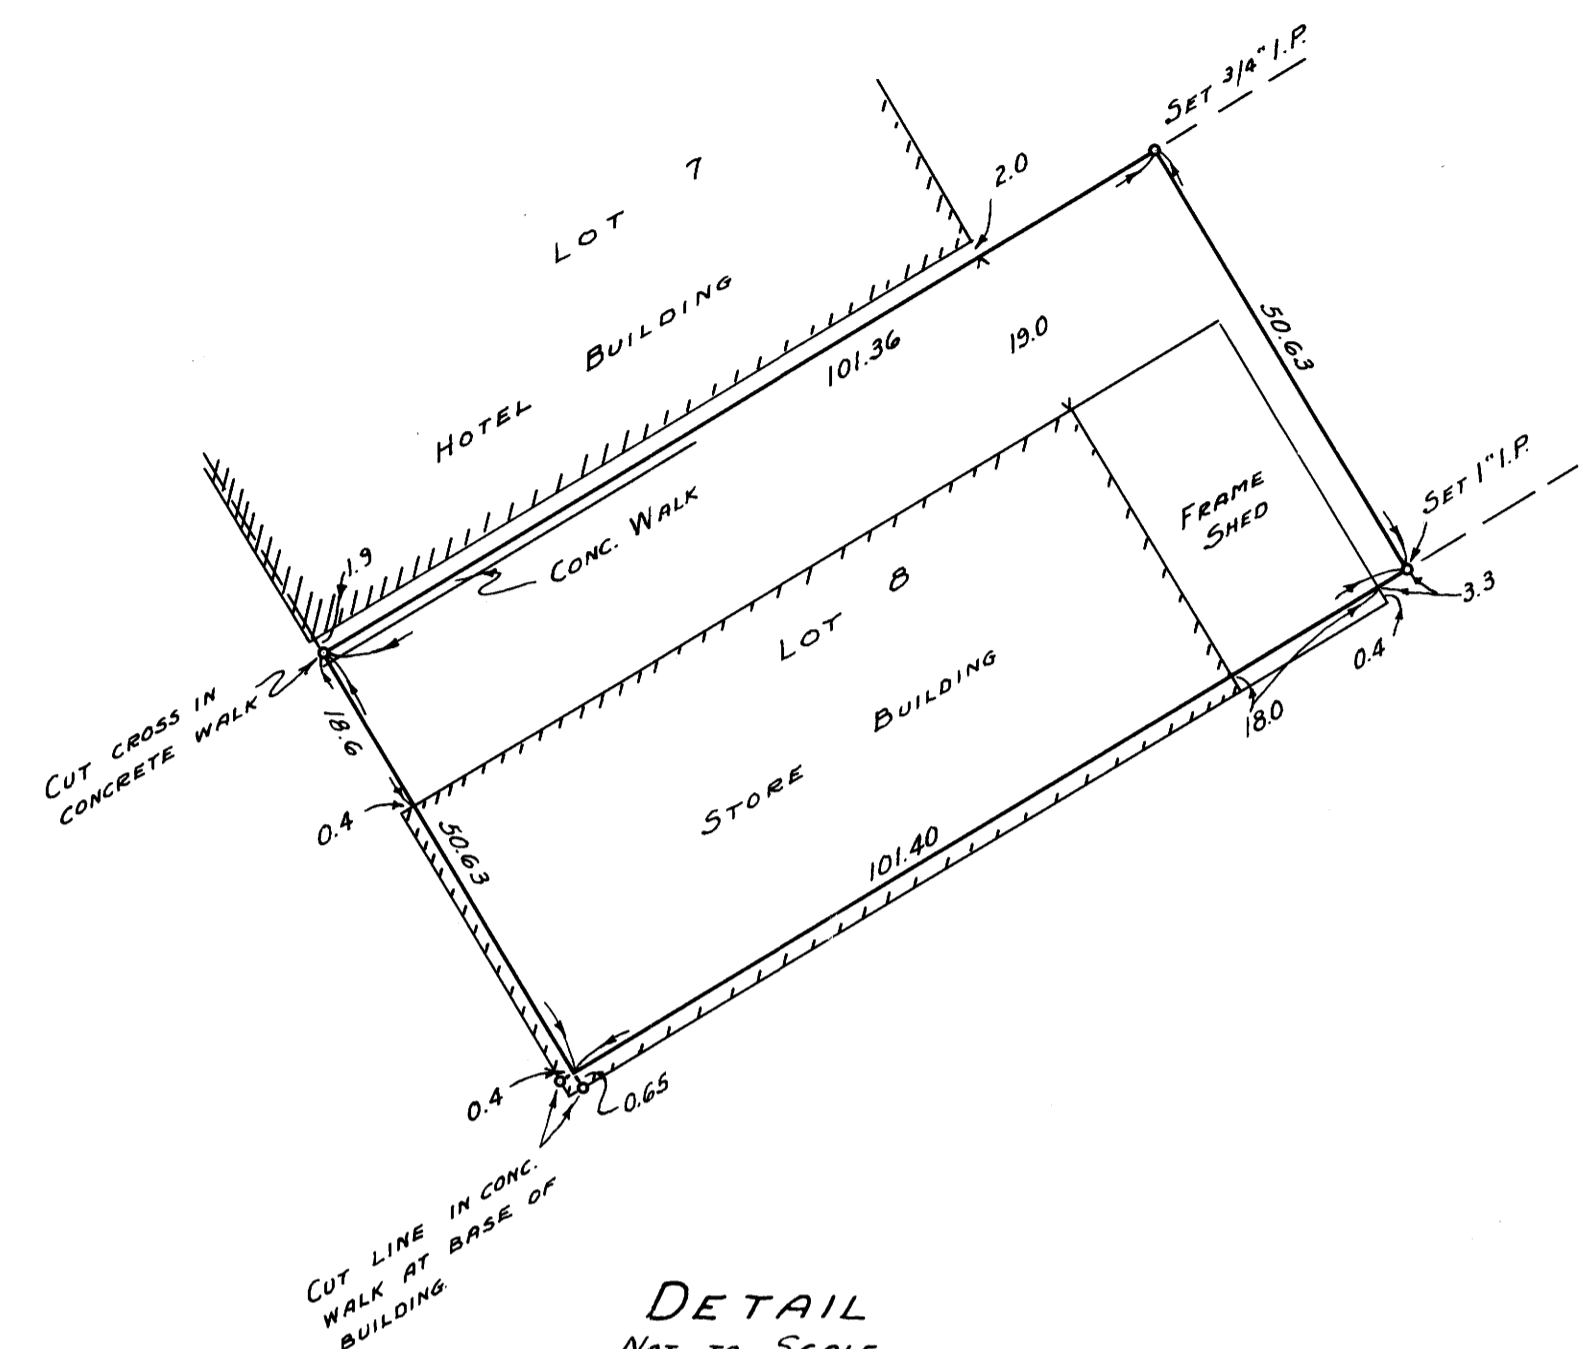 SET 3/4" I.P.
7
LOT
2.0
HOTEL BUILDING
101.36
19.0
50.63
SET 1" I.P.
1.9
CONC. WALK
FRAME
SHED
LOT 8
3.3
0.4
CUT CROSS IN
CONCRETE WALK
18.6
18.0
STORE BUILDING
0.4
50.63
101.40
0.4
0.65
CUT LINE IN CONC.
WALK AT BASE OF
BUILDING.
DETAIL
NOT TO SCALE